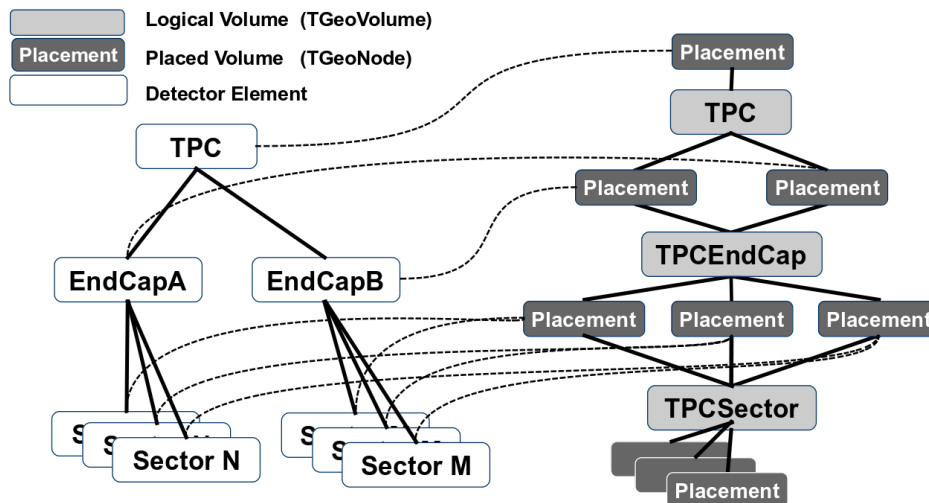 Logical Volume (TGeoVolume)
Placement
Placed Volume (TGeoNode)
Detector Element
Placement
TPC
TPC
Placement
Placement
TPCEndCap
EndCapA
EndCapB
Placement
Placement
Placement
TPCSector
Sector N
Sector M
Placement